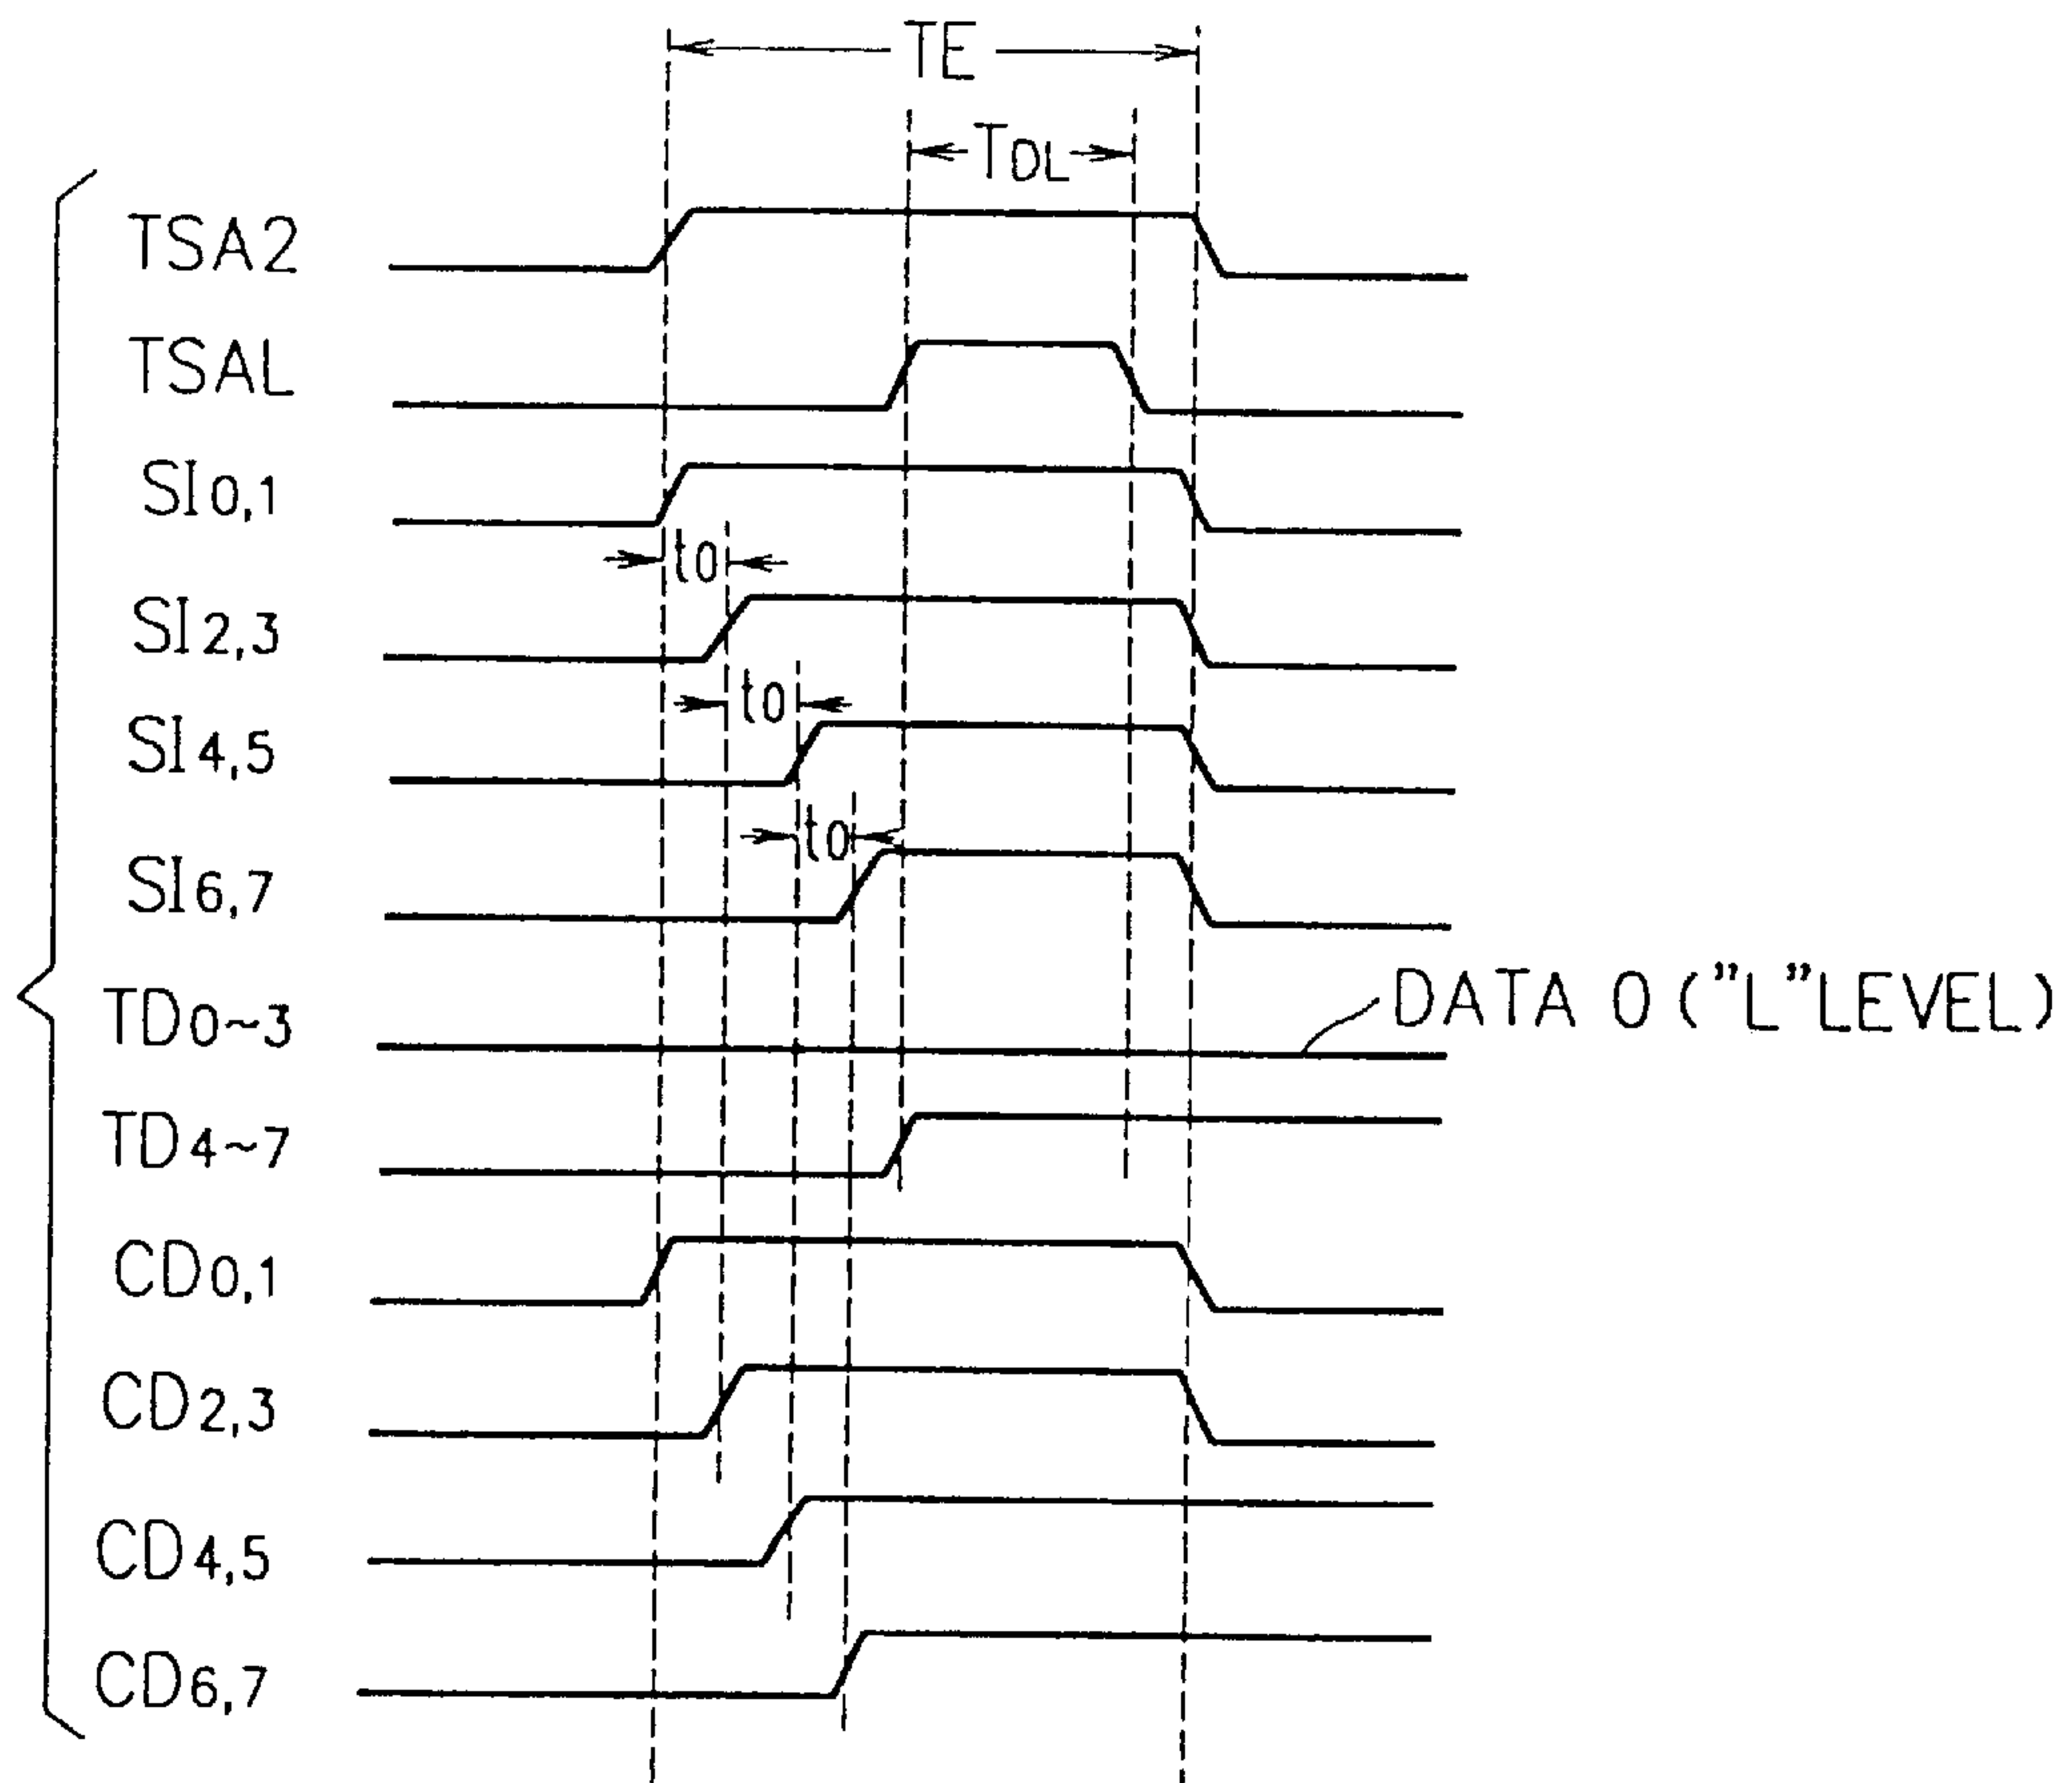 TE
TDL
TSA2
TSAL
SI0,1
t0
SI2,3
t0
SI4,5
t0
SI6,7
TD0~3
DATA 0 ("L"LEVEL)
TD4~7
CD0,1
CD2,3
CD4,5
CD6,7